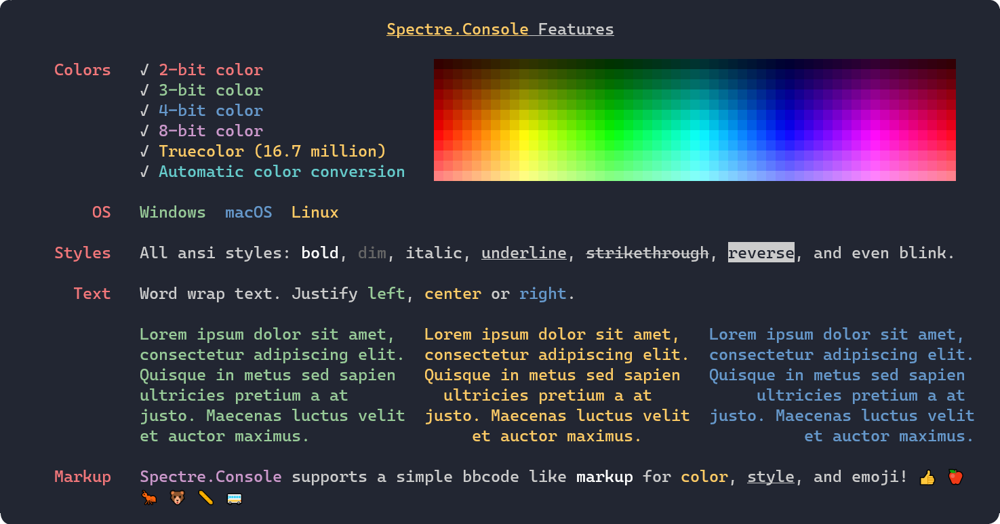 Spectre.Console Features
Colors √ 2-bit color
√ 3-bit color
√ 4-bit color
√ 8-bit color
√ Truecolor (16.7 million)
√ Automatic color conversion
OS Windows macOS Linux
Styles All ansi styles: bold, dim, italic, underline, strikethrough, reverse, and even blink.
Text Word wrap text. Justify left, center or right.
Lorem ipsum dolor sit amet, Lorem ipsum dolor sit amet, Lorem ipsum dolor sit amet,
consectetur adipiscing elit. consectetur adipiscing elit. consectetur adipiscing elit.
Quisque in metus sed sapien Quisque in metus sed sapien Quisque in metus sed sapien
ultricies pretium a at ultricies pretium a at ultricies pretium a at
justo. Maecenas luctus velit justo. Maecenas luctus velit justo. Maecenas luctus velit
et auctor maximus. et auctor maximus. et auctor maximus.
Markup Spectre.Console supports a simple bbcode like markup for color, style, and emoji! 👍 🍎
🐜 🐻 🥖 🚌